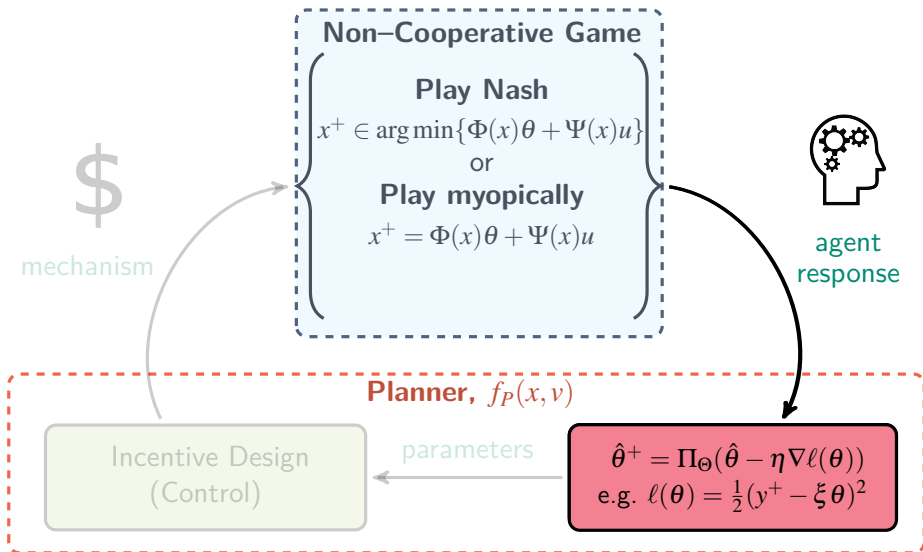 Non–Cooperative Game
Play Nash
x⁺ ∈ arg min{Φ(x)θ + Ψ(x)u}
or
Play myopically
x⁺ = Φ(x)θ + Ψ(x)u
$
mechanism
agent
response
Planner, f_P(x, v)
Incentive Design
(Control)
parameters
θ̂⁺ = Π_Θ(θ̂ − η∇ℓ(θ))
e.g. ℓ(θ) = ½(y⁺ − ξθ)²